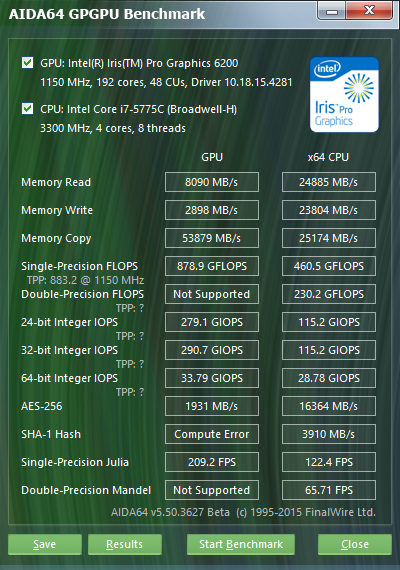 AIDA64 GPGPU Benchmark
GPU: Intel(R) Iris(TM) Pro Graphics 6200
1150 MHz, 192 cores, 48 CUs, Driver 10.18.15.4281
CPU: Intel Core i7-5775C (Broadwell-H)
3300 MHz, 4 cores, 8 threads
intel
Iris™ Pro
Graphics
GPU x64 CPU
Memory Read 8090 MB/s 24885 MB/s
Memory Write 2898 MB/s 23804 MB/s
Memory Copy 53879 MB/s 25174 MB/s
Single-Precision FLOPS 878.9 GFLOPS 460.5 GFLOPS
TPP: 883.2 @ 1150 MHz
Double-Precision FLOPS Not Supported 230.2 GFLOPS
TPP: ?
24-bit Integer IOPS 279.1 GIOPS 115.2 GIOPS
TPP: ?
32-bit Integer IOPS 290.7 GIOPS 115.2 GIOPS
TPP: ?
64-bit Integer IOPS 33.79 GIOPS 28.78 GIOPS
TPP: ?
AES-256 1931 MB/s 16364 MB/s
SHA-1 Hash Compute Error 3910 MB/s
Single-Precision Julia 209.2 FPS 122.4 FPS
Double-Precision Mandel Not Supported 65.71 FPS
AIDA64 v5.50.3627 Beta (c) 1995-2015 FinalWire Ltd.
Save Results Start Benchmark Close